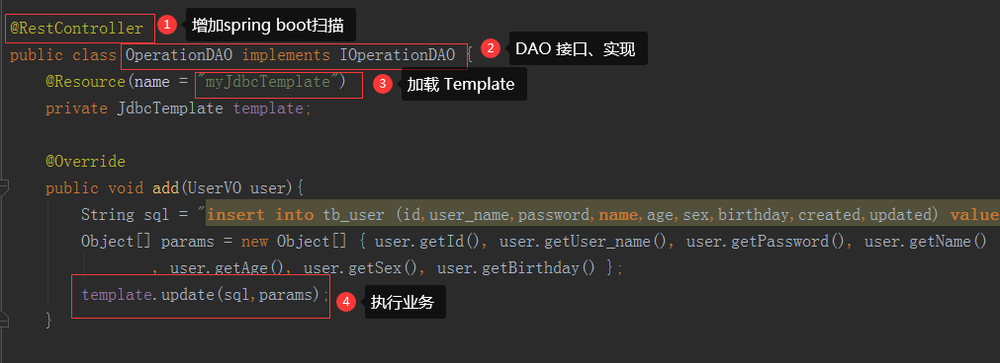 @RestController
1 增加spring boot扫描
public class OperationDAO implements IOperationDAO {
2 DAO 接口、实现
@Resource(name = "myJdbcTemplate")
3 加载 Template
private JdbcTemplate template;
@Override
public void add(UserVO user){
String sql = "insert into tb_user (id,user_name,password,name,age,sex,birthday,created,updated) value
Object[] params = new Object[] { user.getId(), user.getUser_name(), user.getPassword(), user.getName()
, user.getAge(), user.getSex(), user.getBirthday() };
template.update(sql,params);
4 执行业务
}